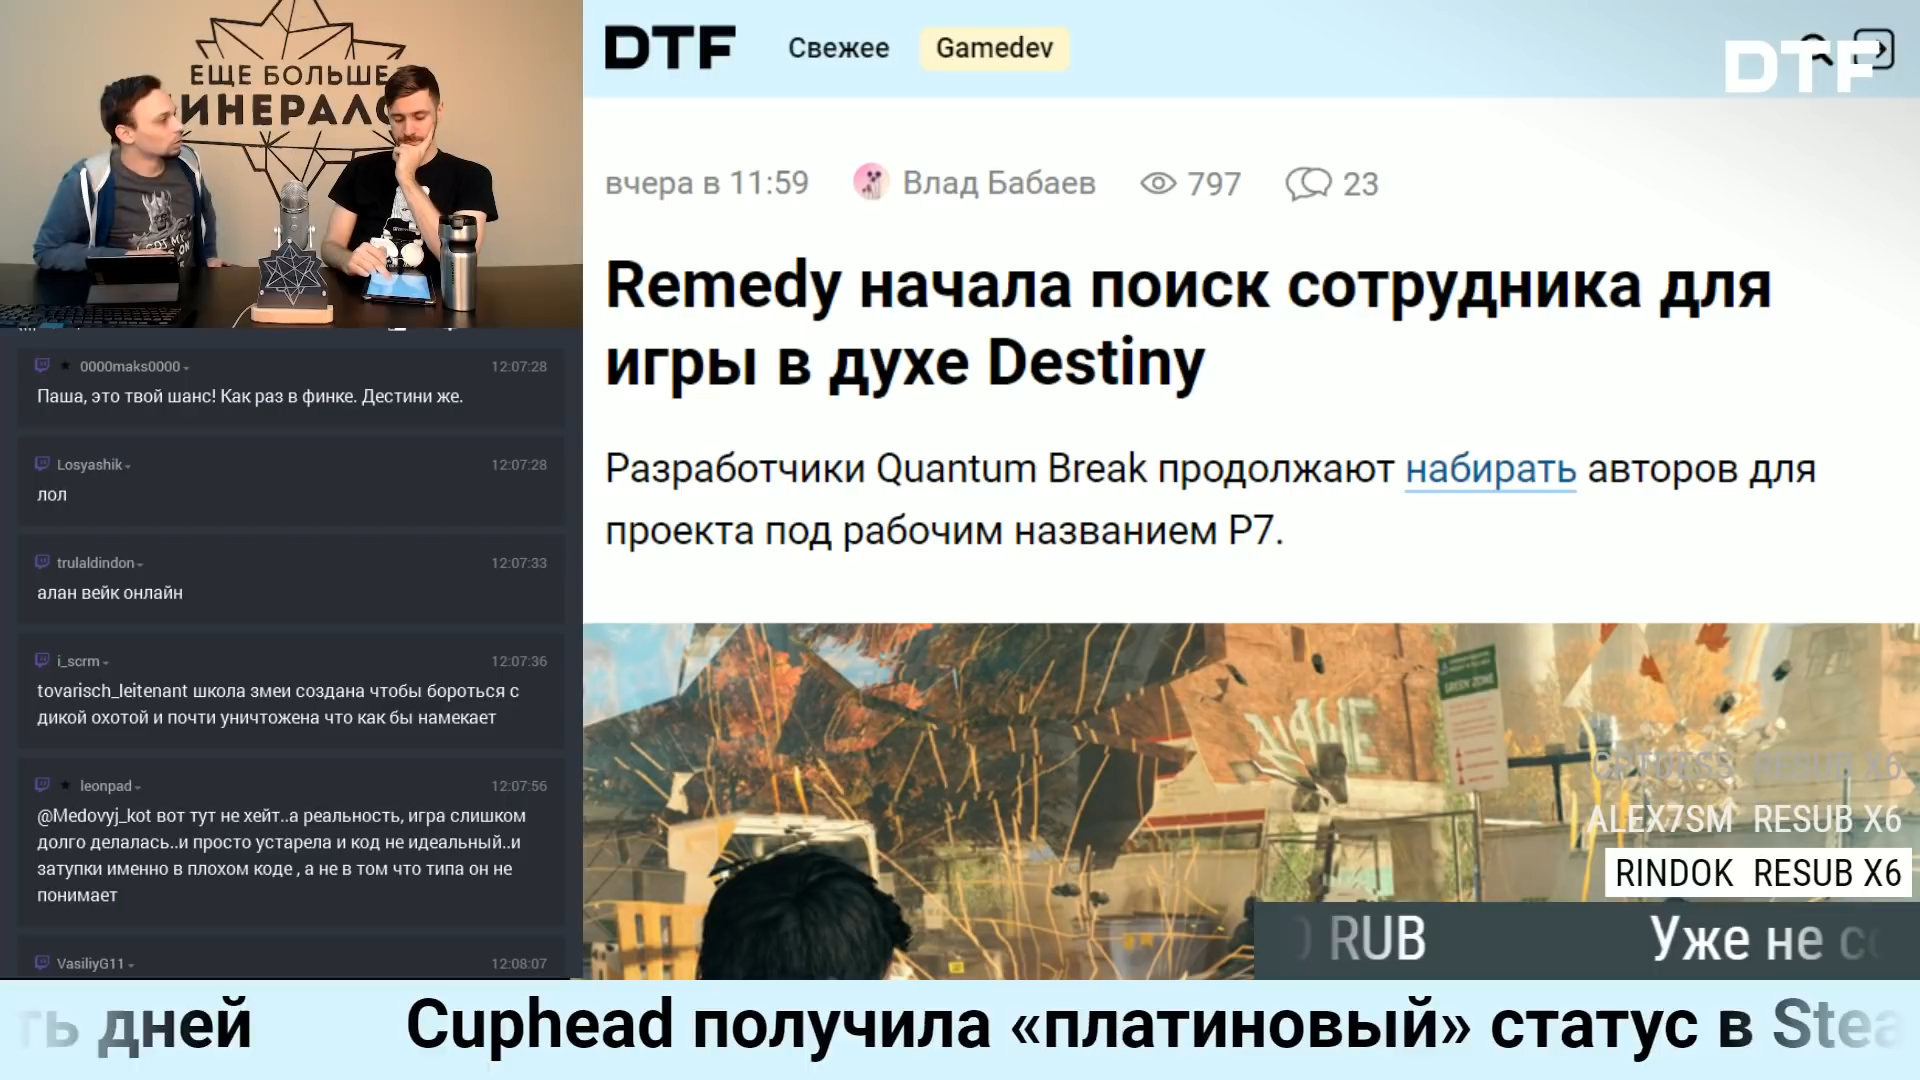 ЕЩЕ БОЛЬШЕ
DTF Свежее Gamedev
DTF
вчера в 11:59 Влад Бабаев 797 23
Remedy начала поиск сотрудника для
игры в духе Destiny
Разработчики Quantum Break продолжают набирать авторов для
проекта под рабочим названием P7.
0000maks0000 12:07:28
Паша, это твой шанс! Как раз в финке. Дестини же.
Losyashik 12:07:28
лол
trulaldindon 12:07:33
алан вейк онлайн
i_scrm 12:07:36
tovarisch_leitenant школа змеи создана чтобы бороться с
дикой охотой и почти уничтожена что как бы намекает
leonpad 12:07:56
@Medovyj_kot вот тут не хейт..а реальность, игра слишком
долго делалась..и просто устарела и код не идеальный..и
затупки именно в плохом коде , а не в том что типа он не
понимает
VasiliyG11 12:08:07
GREEN ZONE
RESUB X6
ALEX7SM RESUB X6
RINDOK RESUB X6
RUB Уже не
дней Cuphead получила «платиновый» статус в Stea